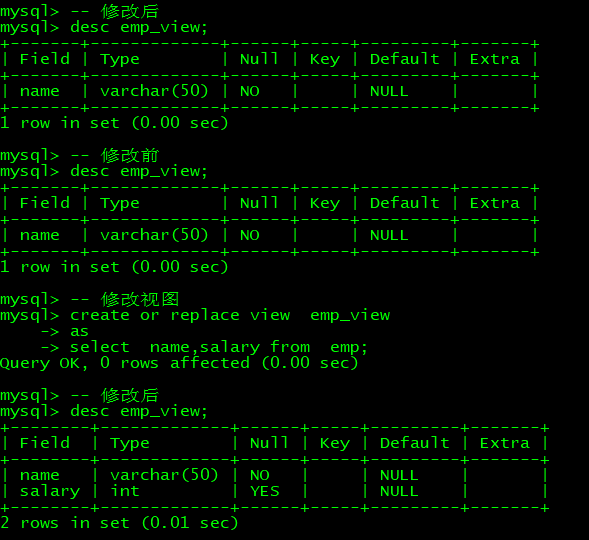 mysql> -- 修改后
mysql> desc emp_view;
+-------+-------------+------+-----+---------+-------+
| Field | Type        | Null | Key | Default | Extra |
+-------+-------------+------+-----+---------+-------+
| name  | varchar(50) | NO   |     | NULL    |       |
+-------+-------------+------+-----+---------+-------+
1 row in set (0.00 sec)
mysql> -- 修改前
mysql> desc emp_view;
+-------+-------------+------+-----+---------+-------+
| Field | Type        | Null | Key | Default | Extra |
+-------+-------------+------+-----+---------+-------+
| name  | varchar(50) | NO   |     | NULL    |       |
+-------+-------------+------+-----+---------+-------+
1 row in set (0.00 sec)
mysql> -- 修改视图
mysql> create or replace view  emp_view
    -> as
    -> select  name,salary from  emp;
Query OK, 0 rows affected (0.00 sec)
mysql> -- 修改后
mysql> desc emp_view;
+--------+-------------+------+-----+---------+-------+
| Field  | Type        | Null | Key | Default | Extra |
+--------+-------------+------+-----+---------+-------+
| name   | varchar(50) | NO   |     | NULL    |       |
| salary | int         | YES  |     | NULL    |       |
+--------+-------------+------+-----+---------+-------+
2 rows in set (0.01 sec)